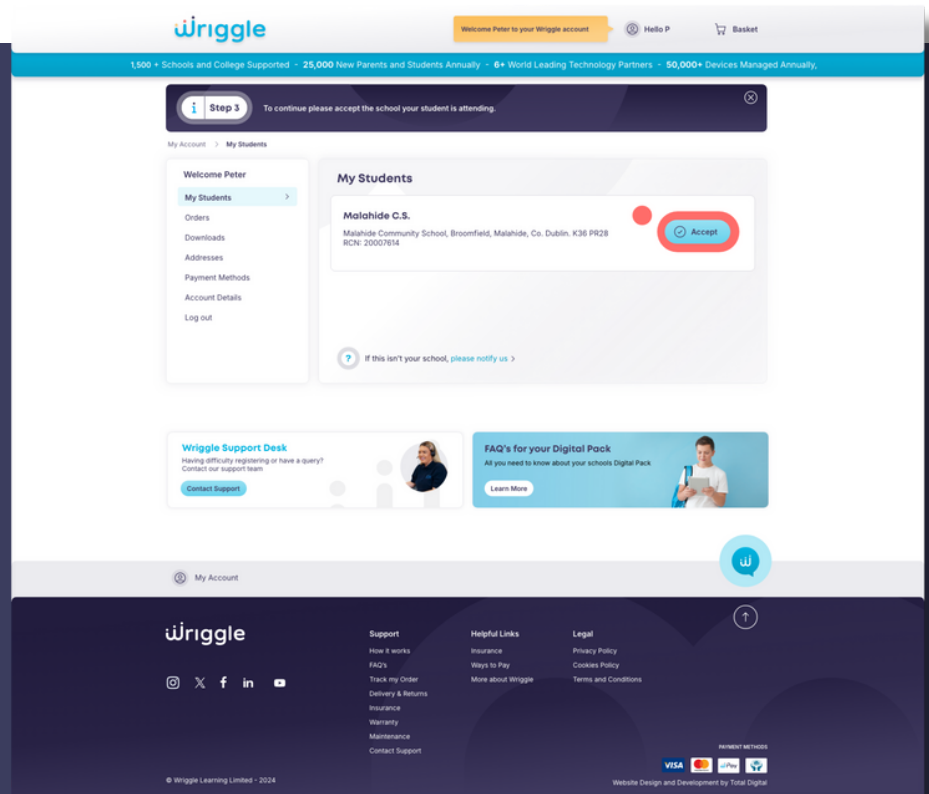 wriggle
Welcome Peter to your Wriggle account
Hello P
Basket
1,500 + Schools and College Supported - 25,000 New Parents and Students Annually - 6+ World Leading Technology Partners - 50,000+ Devices Managed Annually,
i Step 3
To continue please accept the school your student is attending.
My Account > My Students
Welcome Peter
My Students
Orders
Downloads
Addresses
Payment Methods
Account Details
Log out
My Students
Malahide C.S.
Malahide Community School, Broomfield, Malahide, Co. Dublin. K36 PR28
RCN: 20007614
Accept
? If this isn't your school, please notify us >
Wriggle Support Desk
Having difficulty registering or have a query?
Contact our support team
Contact Support
FAQ's for your Digital Pack
All you need to know about your schools Digital Pack
Learn More
My Account
wriggle
Support
How it works
FAQ's
Track my Order
Delivery & Returns
Insurance
Warranty
Maintenance
Contact Support
Helpful Links
Insurance
Ways to Pay
More about Wriggle
Legal
Privacy Policy
Cookies Policy
Terms and Conditions
PAYMENT METHODS
VISA
© Wriggle Learning Limited - 2024
Website Design and Development by Total Digital